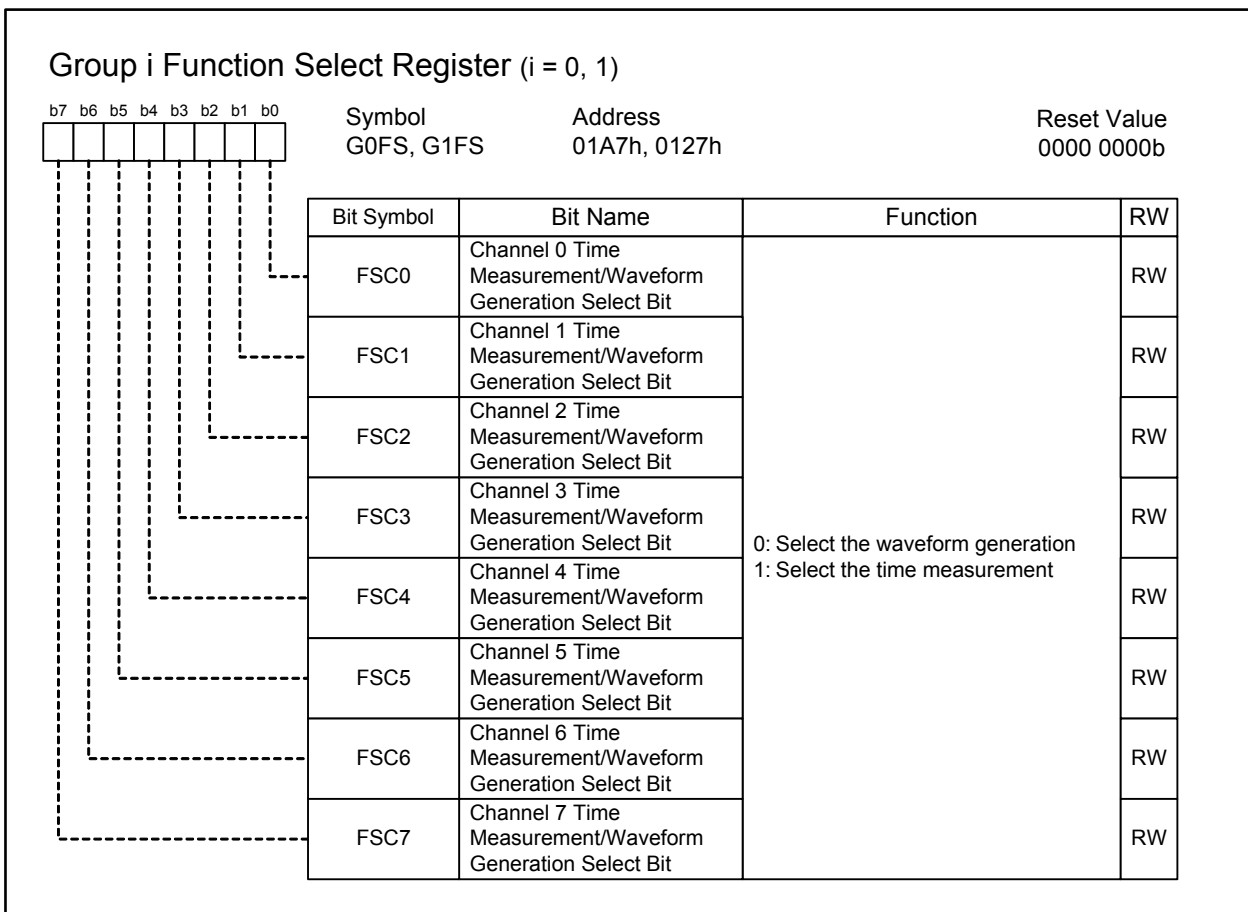 Group i Function Select Register (i = 0, 1)
b7 b6 b5 b4 b3 b2 b1 b0
Symbol Address Reset Value
G0FS, G1FS 01A7h, 0127h 0000 0000b
Bit Symbol Bit Name Function RW
FSC0 Channel 0 Time Measurement/Waveform Generation Select Bit RW
FSC1 Channel 1 Time Measurement/Waveform Generation Select Bit RW
FSC2 Channel 2 Time Measurement/Waveform Generation Select Bit RW
FSC3 Channel 3 Time Measurement/Waveform Generation Select Bit RW
0: Select the waveform generation
1: Select the time measurement
FSC4 Channel 4 Time Measurement/Waveform Generation Select Bit RW
FSC5 Channel 5 Time Measurement/Waveform Generation Select Bit RW
FSC6 Channel 6 Time Measurement/Waveform Generation Select Bit RW
FSC7 Channel 7 Time Measurement/Waveform Generation Select Bit RW